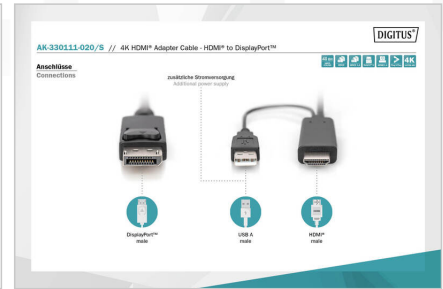 DIGITUS®
AK-330111-020/S // 4K HDMI® Adapter Cable - HDMI® to DisplayPort™
Anschlüsse
Connections
4K
zusätzliche Stromversorgung
Additional power supply
DisplayPort™
male
USB A
male
HDMI®
male